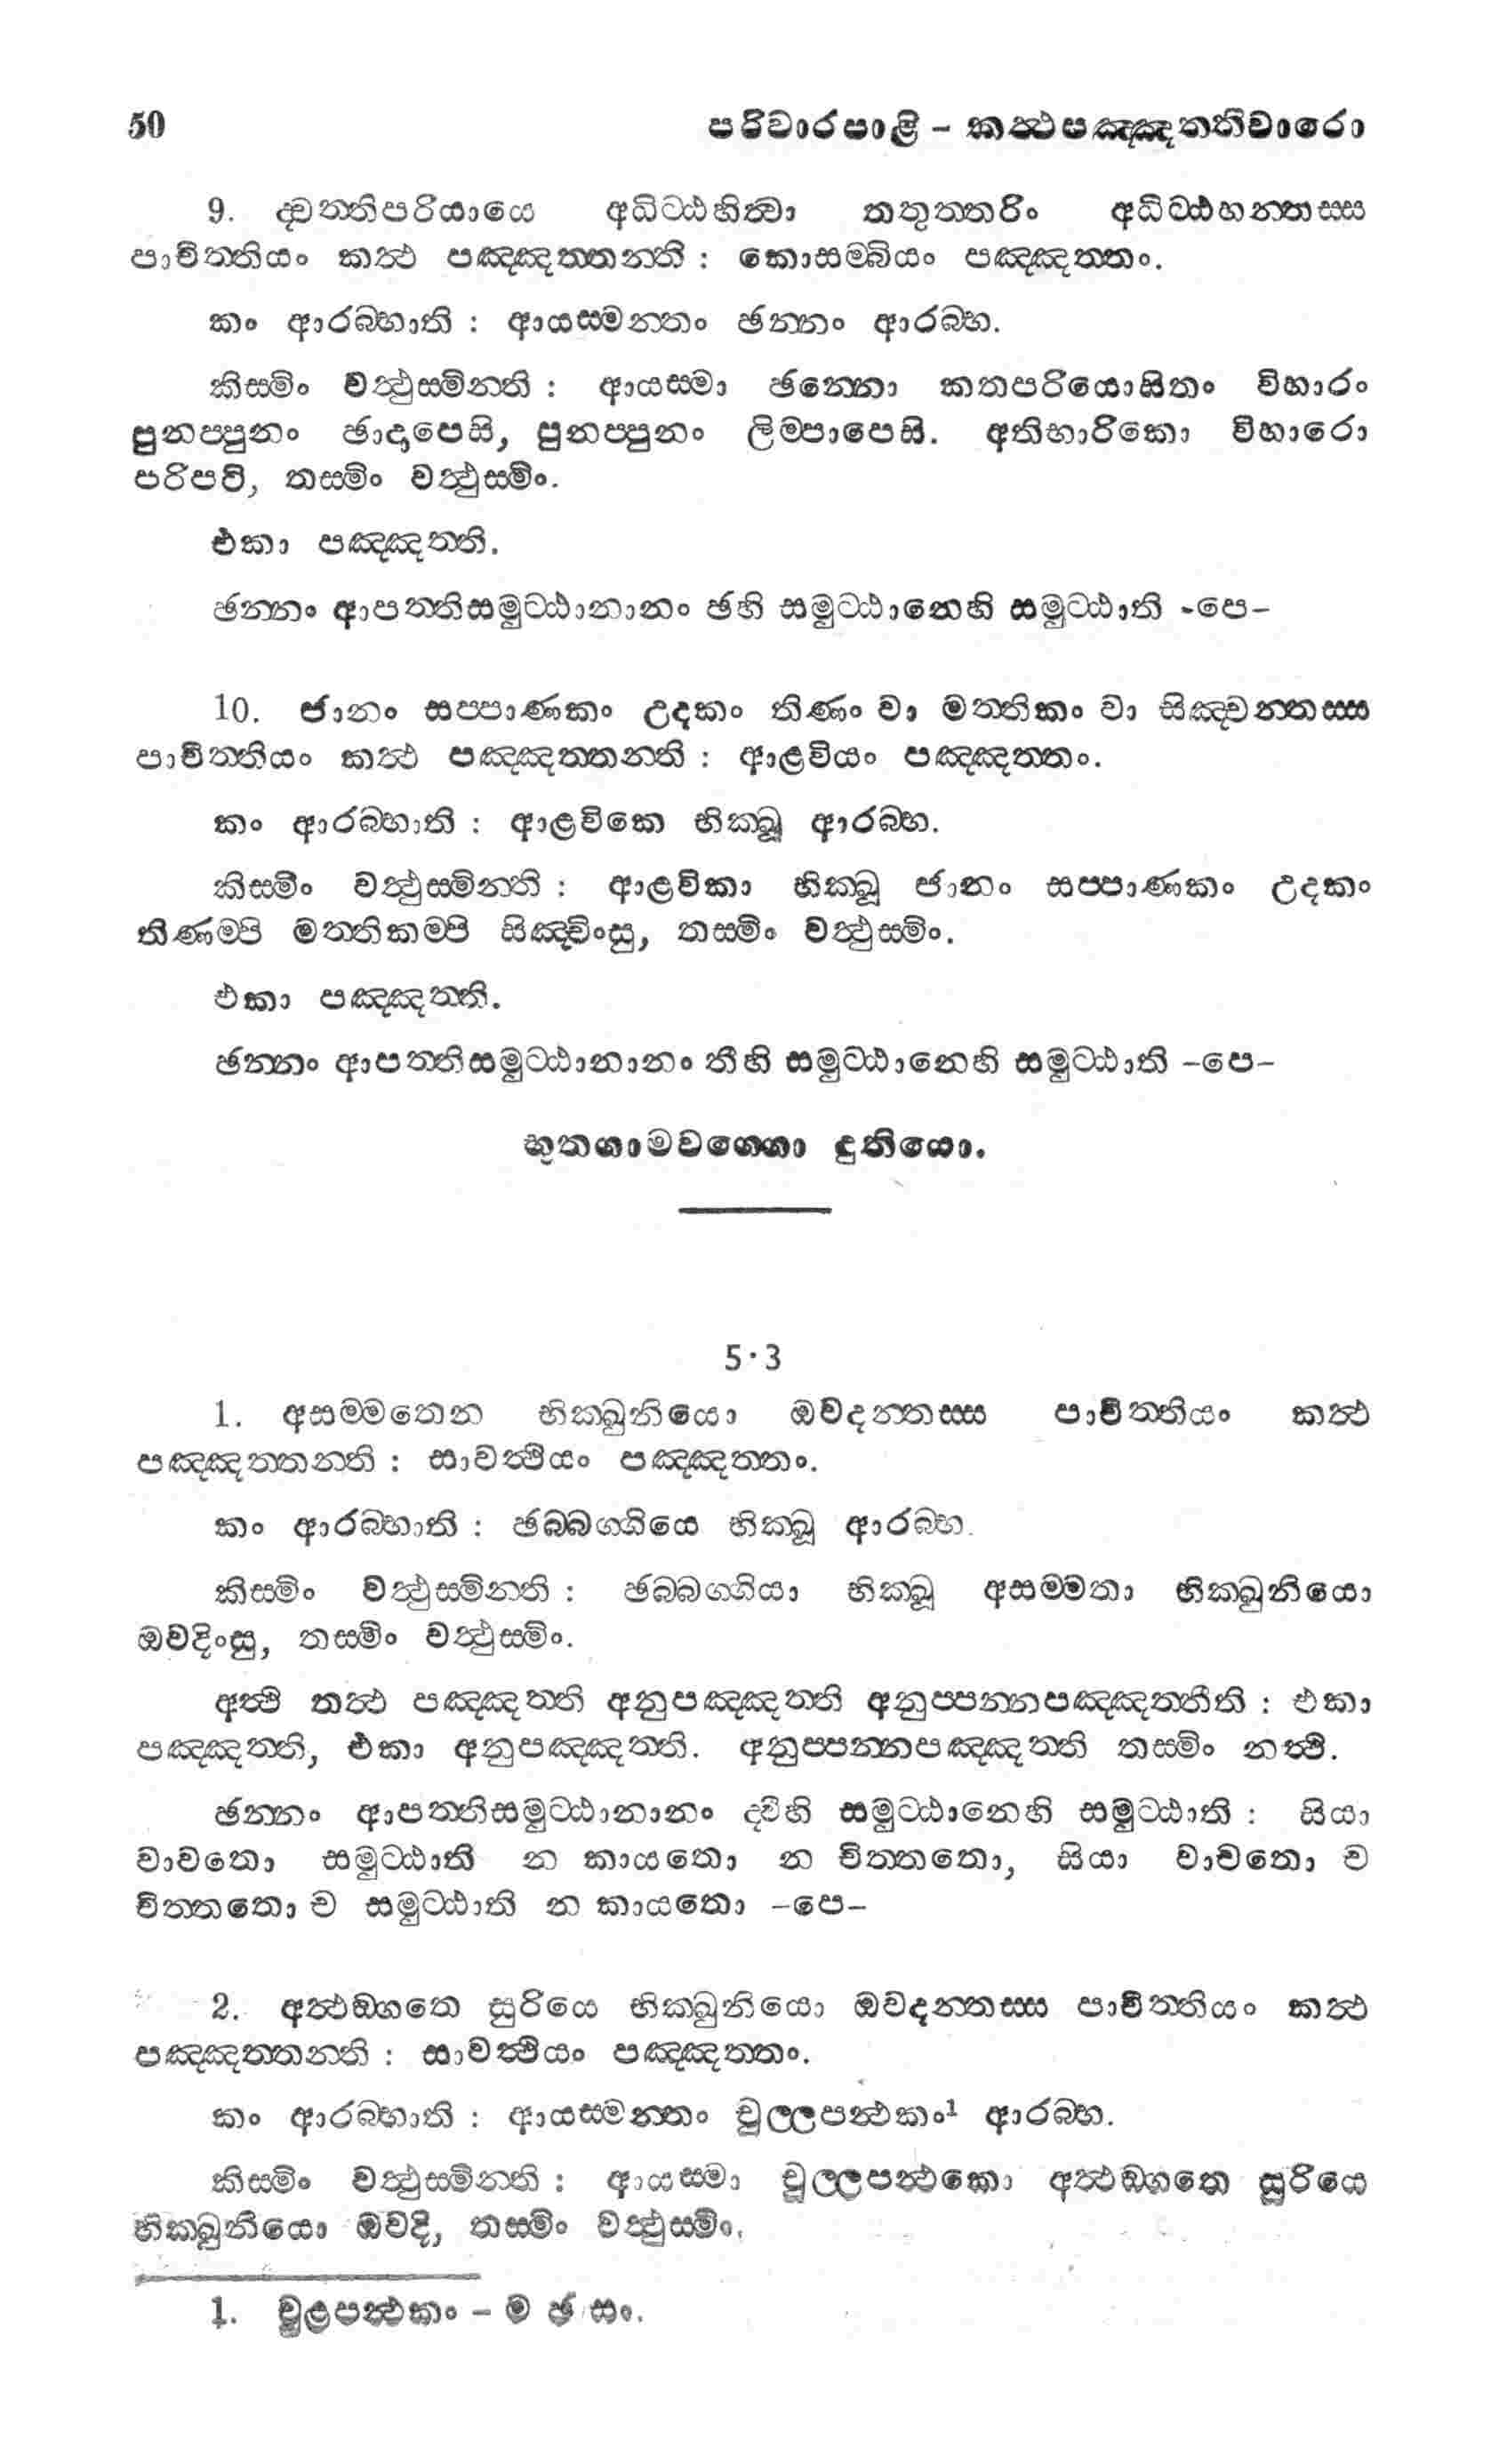 50 පරිවාරපාළි - කත්‍ථපඤ්ඤත්තිවාරො
9. ද්වත්තිපරියායෙ අධිට්ඨහිත්‍වා තතුත්තරිං අධිට්ඨහන්තස්ස
පාචිත්තියං කත්‍ථ පඤ්ඤත්තන්ති : කොසම්බියං පඤ්ඤත්තං.
කං ආරබ්භාති : ආයස්මන්තං ඡන්නං ආරබ්භ.
කිස්මිං වත්‍ථුස්මින්ති : ආයස්මා ඡන්නො කතපරියොසිතං විහාරං
පුනප්පුනං ඡාදාපෙසි, පුනප්පුනං ලිම්පාපෙසි. අතිභාරිකො විහාරො
පරිපති, තස්මිං වත්‍ථුස්මිං.
එකා පඤ්ඤත්ති.
ඡන්නං ආපත්තිසමුට්ඨානානං ඡහි සමුට්ඨානෙහි සමුට්ඨාති -පෙ-
10. ජානං සප්පාණකං උදකං තිණං වා මත්තිකං වා සිඤ්චන්තස්ස
පාචිත්තියං කත්‍ථ පඤ්ඤත්තන්ති : ආළවියං පඤ්ඤත්තං.
කං ආරබ්භාති : ආළවිකෙ භික්ඛූ ආරබ්භ.
කිස්මිං වත්‍ථුස්මින්ති : ආළවිකා භික්ඛූ ජානං සප්පාණකං උදකං
තිණම්පි මත්තිකම්පි සිඤ්චිංසු, තස්මිං වත්‍ථුස්මිං.
එකා පඤ්ඤත්ති.
ඡන්නං ආපත්තිසමුට්ඨානානං තීහි සමුට්ඨානෙහි සමුට්ඨාති -පෙ-
භූතගාමවග්ගො දුතියො.
5·3
1. අසම්මතෙන භික්ඛුනියො ඔවදන්තස්ස පාචිත්තියං කත්‍ථ
පඤ්ඤත්තන්ති : සාවත්‍ථියං පඤ්ඤත්තං.
කං ආරබ්භාති : ඡබ්බග්ගියෙ භික්ඛූ ආරබ්භ.
කිස්මිං වත්‍ථුස්මින්ති : ඡබ්බග්ගියා භික්ඛූ අසම්මතා භික්ඛුනියො
ඔවදිංසු, තස්මිං වත්‍ථුස්මිං.
අත්‍ථි තත්‍ථ පඤ්ඤත්ති අනුපඤ්ඤත්ති අනුප්පන්නපඤ්ඤත්තීති : එකා
පඤ්ඤත්ති, එකා අනුපඤ්ඤත්ති. අනුප්පන්නපඤ්ඤත්ති තස්මිං නත්‍ථි.
ඡන්නං ආපත්තිසමුට්ඨානානං ද්වීහි සමුට්ඨානෙහි සමුට්ඨාති : සියා
වාචතො සමුට්ඨාති න කායතො න චිත්තතො, සියා වාචතො ච
චිත්තතො ච සමුට්ඨාති න කායතො -පෙ-
2. අත්‍ථඞ්ගතෙ සුරියෙ භික්ඛුනියො ඔවදන්තස්ස පාචිත්තියං කත්‍ථ
පඤ්ඤත්තන්ති : සාවත්‍ථියං පඤ්ඤත්තං.
කං ආරබ්භාති : ආයස්මන්තං චූල්ලපන්‍ථකං¹ ආරබ්භ.
කිස්මිං වත්‍ථුස්මින්ති : ආයස්මා චූල්ලපන්‍ථකො අත්‍ථඞ්ගතෙ සූරියෙ
භික්ඛුනියො ඔවදි, තස්මිං වත්‍ථුස්මිං.
1. චූළපන්‍ථකං - ම ඡ සං.